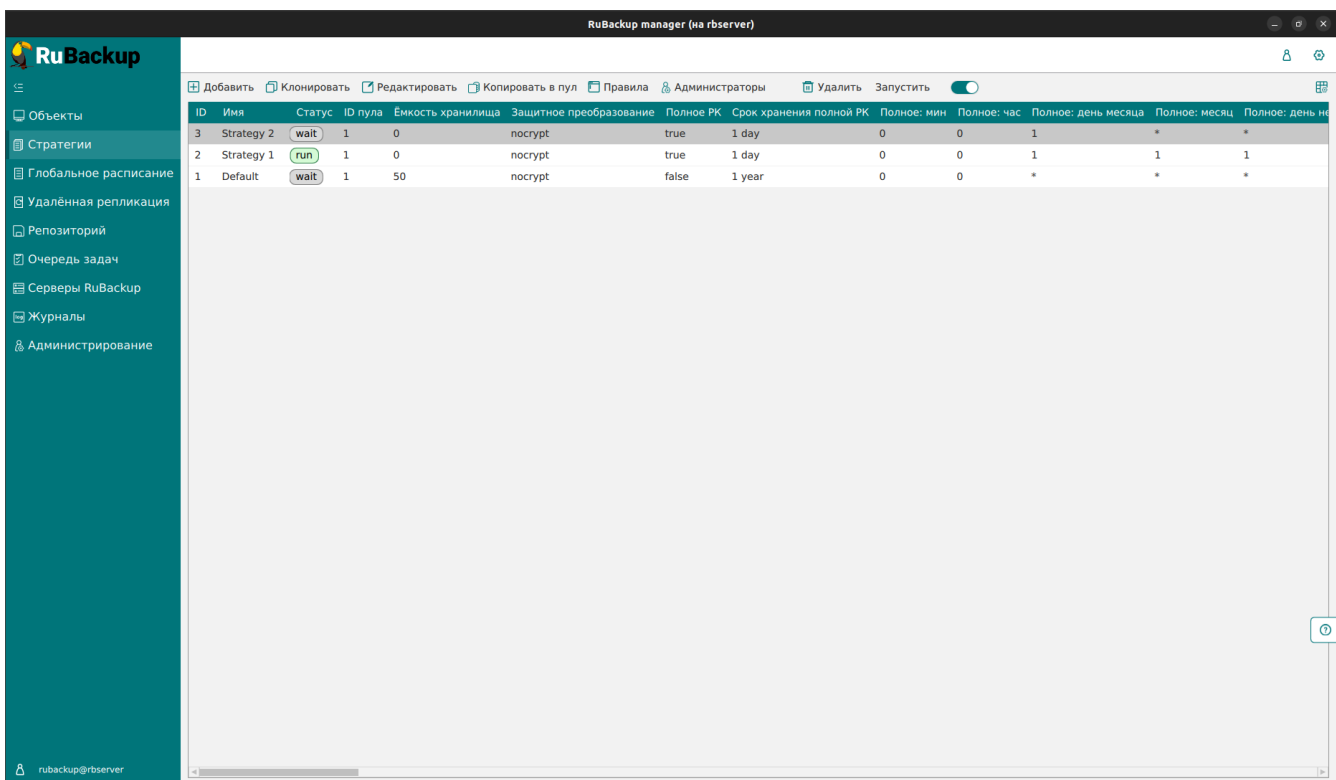 RuBackup manager (на rbserver)
RuBackup
Добавить Клонировать Редактировать Копировать в пул Правила Администраторы Удалить Запустить
Объекты
Стратегии
Глобальное расписание
Удалённая репликация
Репозиторий
Очередь задач
Серверы RuBackup
Журналы
Администрирование
ID Имя Статус ID пула Ёмкость хранилища Защитное преобразование Полное РК Срок хранения полной РК Полное: мин Полное: час Полное: день месяца Полное: месяц Полное: день не
3 Strategy 2 wait 1 0 nocrypt true 1 day 0 0 1 * *
2 Strategy 1 run 1 0 nocrypt true 1 day 0 0 1 1 1
1 Default wait 1 50 nocrypt false 1 year 0 0 * * *
rubackup@rbserver